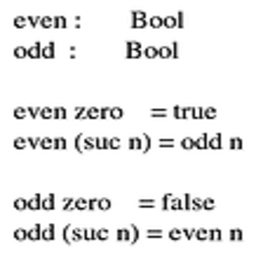 even : Bool
odd : Bool
even zero = true
even (suc n) = odd n
odd zero = false
odd (suc n) = even n